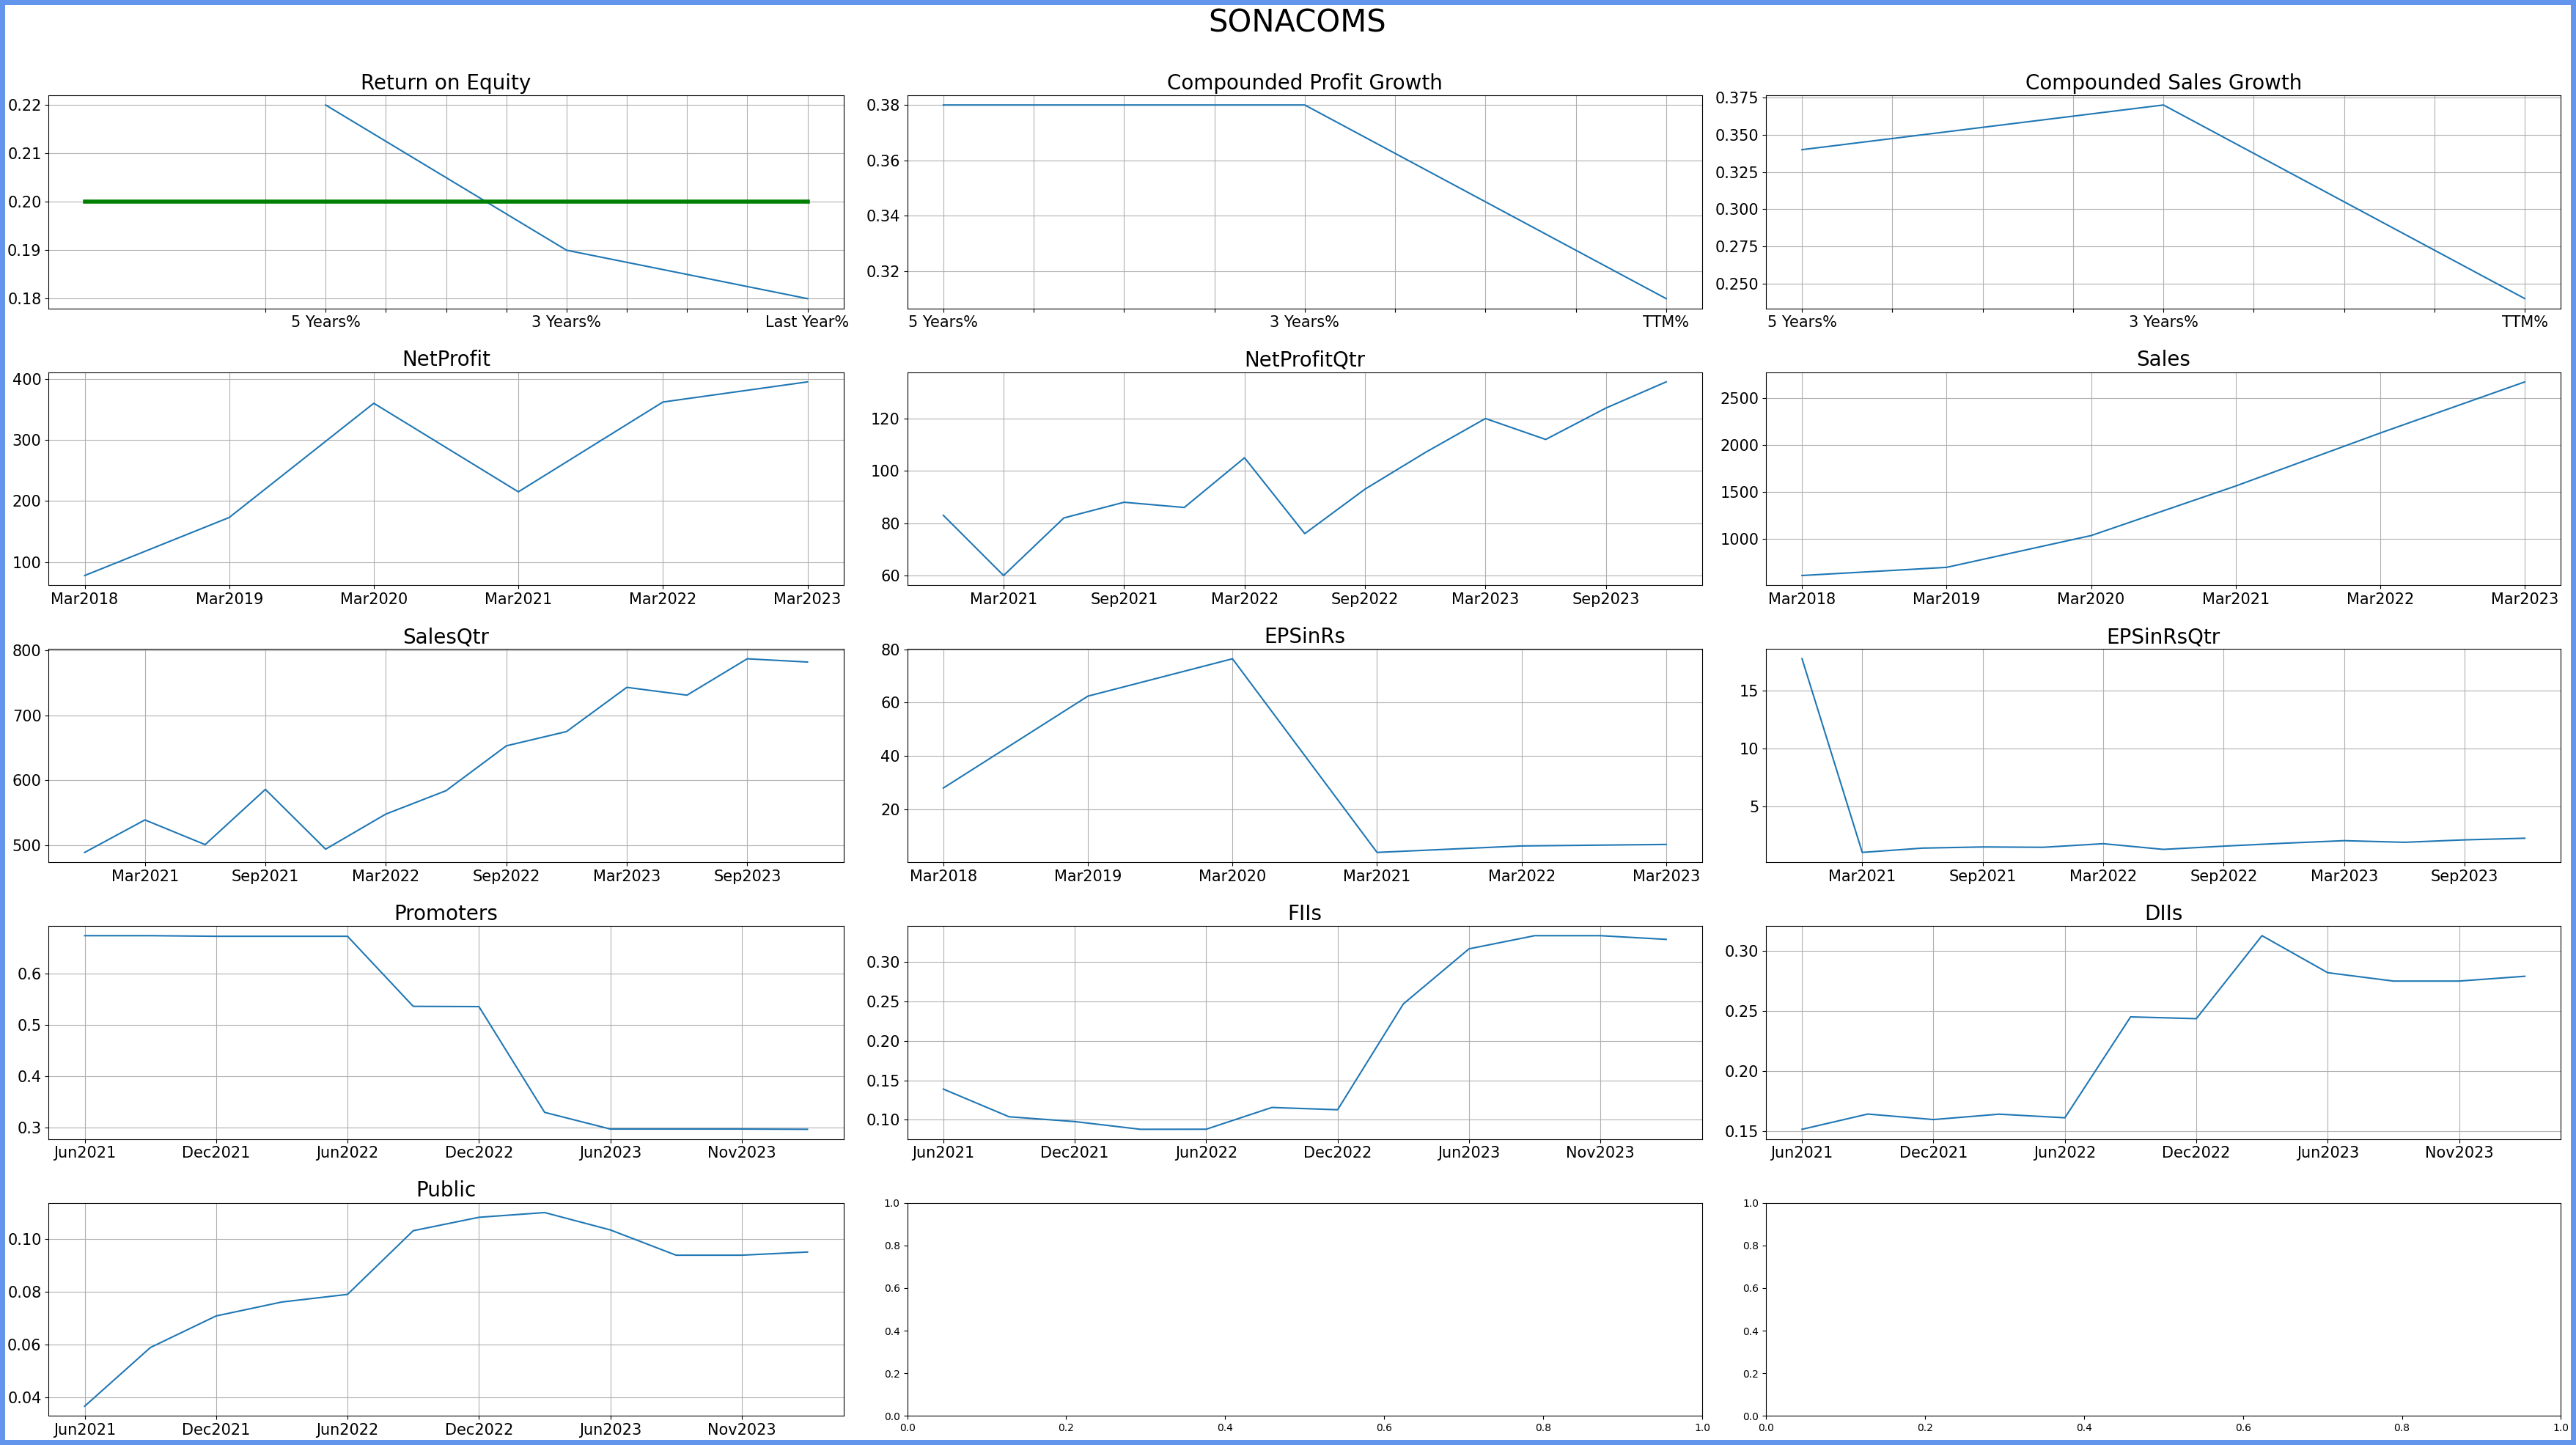 SONACOMS
Return on Equity
0.22
0.21
0.20
0.19
0.18
5 Years% 3 Years% Last Year%
Compounded Profit Growth
0.38
0.36
0.34
0.32
5 Years% 3 Years% TTM%
Compounded Sales Growth
0.375
0.350
0.325
0.300
0.275
0.250
5 Years% 3 Years% TTM%
NetProfit
400
300
200
100
Mar2018 Mar2019 Mar2020 Mar2021 Mar2022 Mar2023
NetProfitQtr
120
100
80
60
Mar2021 Sep2021 Mar2022 Sep2022 Mar2023 Sep2023
Sales
2500
2000
1500
1000
Mar2018 Mar2019 Mar2020 Mar2021 Mar2022 Mar2023
SalesQtr
800
700
600
500
Mar2021 Sep2021 Mar2022 Sep2022 Mar2023 Sep2023
EPSinRs
80
60
40
20
Mar2018 Mar2019 Mar2020 Mar2021 Mar2022 Mar2023
EPSinRsQtr
15
10
5
Mar2021 Sep2021 Mar2022 Sep2022 Mar2023 Sep2023
Promoters
0.6
0.5
0.4
0.3
Jun2021 Dec2021 Jun2022 Dec2022 Jun2023 Nov2023
FIIs
0.30
0.25
0.20
0.15
0.10
Jun2021 Dec2021 Jun2022 Dec2022 Jun2023 Nov2023
DIIs
0.30
0.25
0.20
0.15
Jun2021 Dec2021 Jun2022 Dec2022 Jun2023 Nov2023
Public
0.10
0.08
0.06
0.04
Jun2021 Dec2021 Jun2022 Dec2022 Jun2023 Nov2023
1.0
0.8
0.6
0.4
0.2
0.0
0.0 0.2 0.4 0.6 0.8 1.0
1.0
0.8
0.6
0.4
0.2
0.0
0.0 0.2 0.4 0.6 0.8 1.0